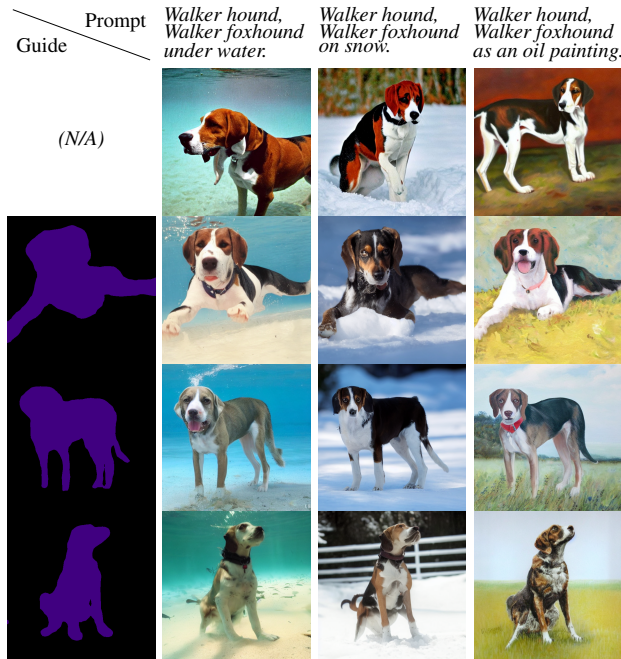 Prompt
Guide
Walker hound,
Walker foxhound
under water.
Walker hound,
Walker foxhound
on snow.
Walker hound,
Walker foxhound
as an oil painting.
(N/A)